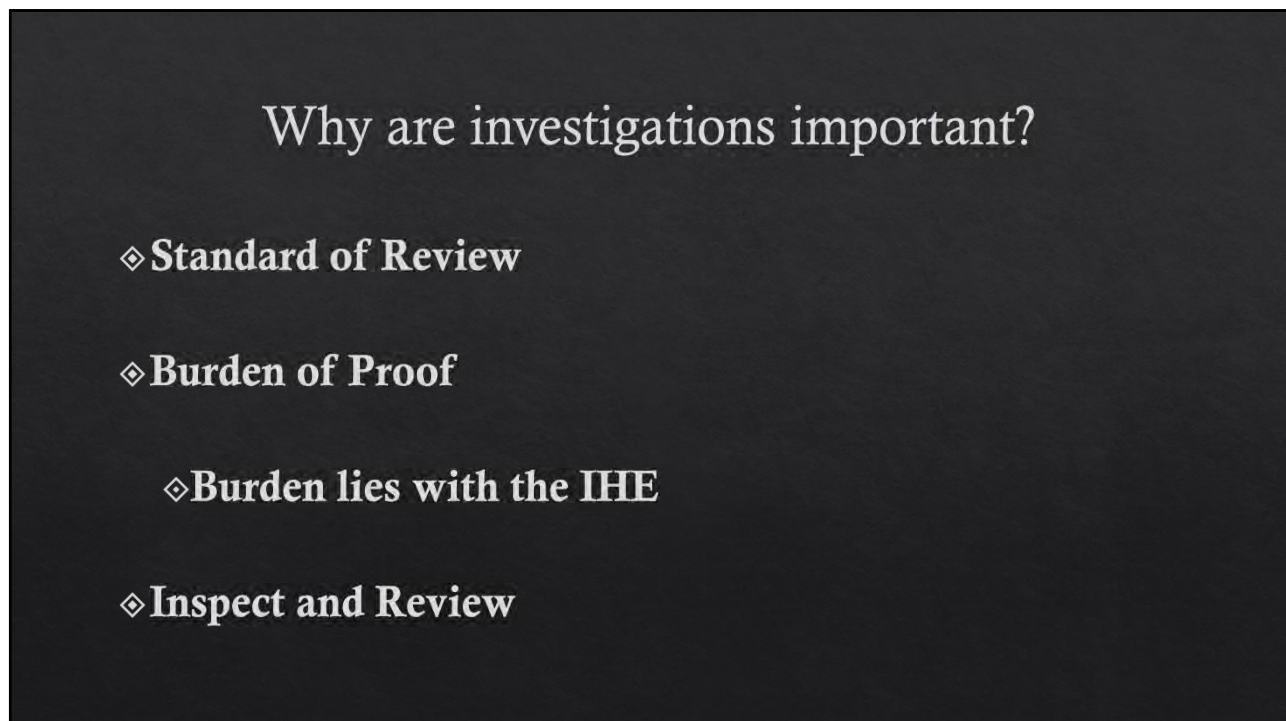 Why are investigations important?
Standard of Review
Burden of Proof
Burden lies with the IHE
Inspect and Review